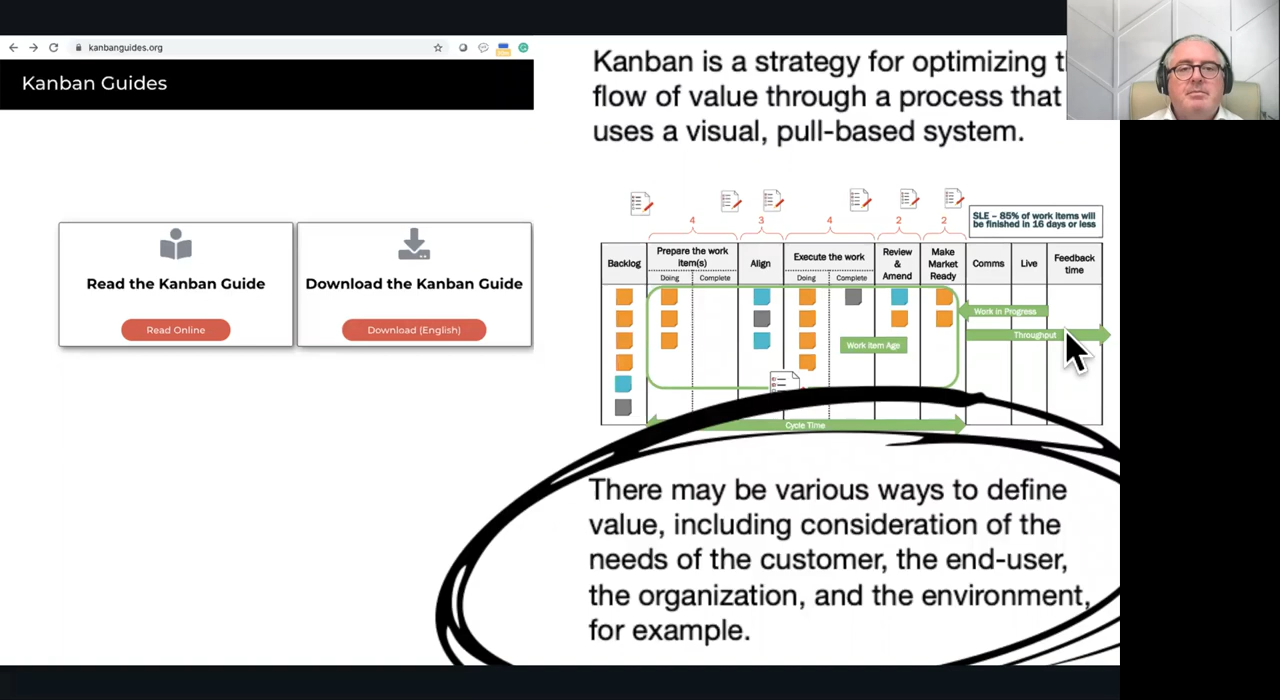 kanbanguides.org
Kanban Guides
Read the Kanban Guide
Read Online
Download the Kanban Guide
Download (English)
Kanban is a strategy for optimizing
flow of value through a process that
uses a visual, pull-based system.
4
3
4
2
2
SLE – 85% of work items will
be finished in 16 days or less
Backlog
Prepare the work
item(s)
Doing
Complete
Align
Execute the work
Doing
Complete
Review
&
Amend
Make
Market
Ready
Comms
Live
Feedback
time
Work in Progress
Throughout
Work Item Age
Cycle Time
There may be various ways to define
value, including consideration of the
needs of the customer, the end-user,
the organization, and the environment,
for example.